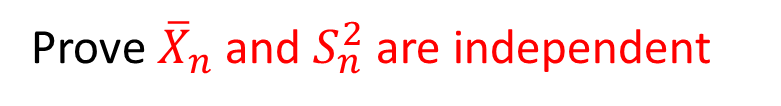 Prove X̄ₙ and Sₙ² are independent